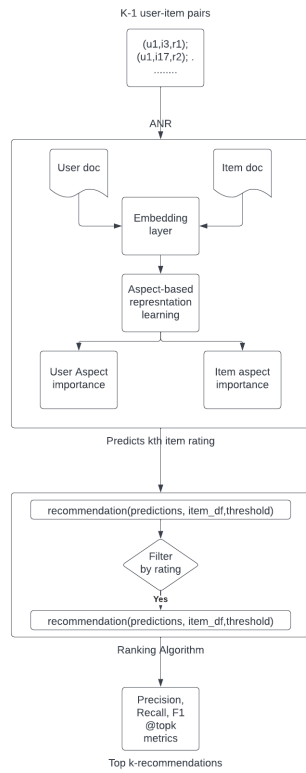 K-1 user-item pairs
(u1,i3,r1);
(u1,i17,r2); .
........
ANR
User doc
Item doc
Embedding
layer
Aspect-based
represntation
learning
User Aspect
importance
Item aspect
importance
Predicts kth item rating
recommendation(predictions, item_df,threshold)
Filter
by rating
Yes
recommendation(predictions, item_df,threshold)
Ranking Algorithm
Precision,
Recall, F1
@topk
metrics
Top k-recommendations